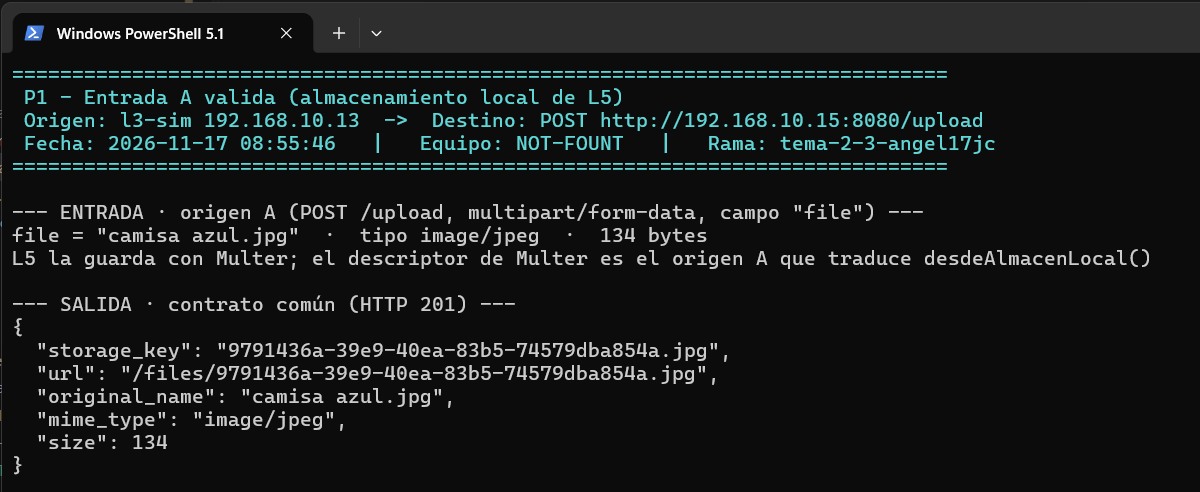 Windows PowerShell 5.1
==============================================================================
P1 - Entrada A valida (almacenamiento local de L5)
Origen: l3-sim 192.168.10.13  ->  Destino: POST http://192.168.10.15:8080/upload
Fecha: 2026-11-17 08:55:46   |   Equipo: NOT-FOUNT   |   Rama: tema-2-3-angel17jc
==============================================================================
--- ENTRADA · origen A (POST /upload, multipart/form-data, campo "file") ---
file = "camisa azul.jpg"  ·  tipo image/jpeg  ·  134 bytes
L5 la guarda con Multer; el descriptor de Multer es el origen A que traduce desdeAlmacenLocal()
--- SALIDA · contrato común (HTTP 201) ---
{
  "storage_key": "9791436a-39e9-40ea-83b5-74579dba854a.jpg",
  "url": "/files/9791436a-39e9-40ea-83b5-74579dba854a.jpg",
  "original_name": "camisa azul.jpg",
  "mime_type": "image/jpeg",
  "size": 134
}